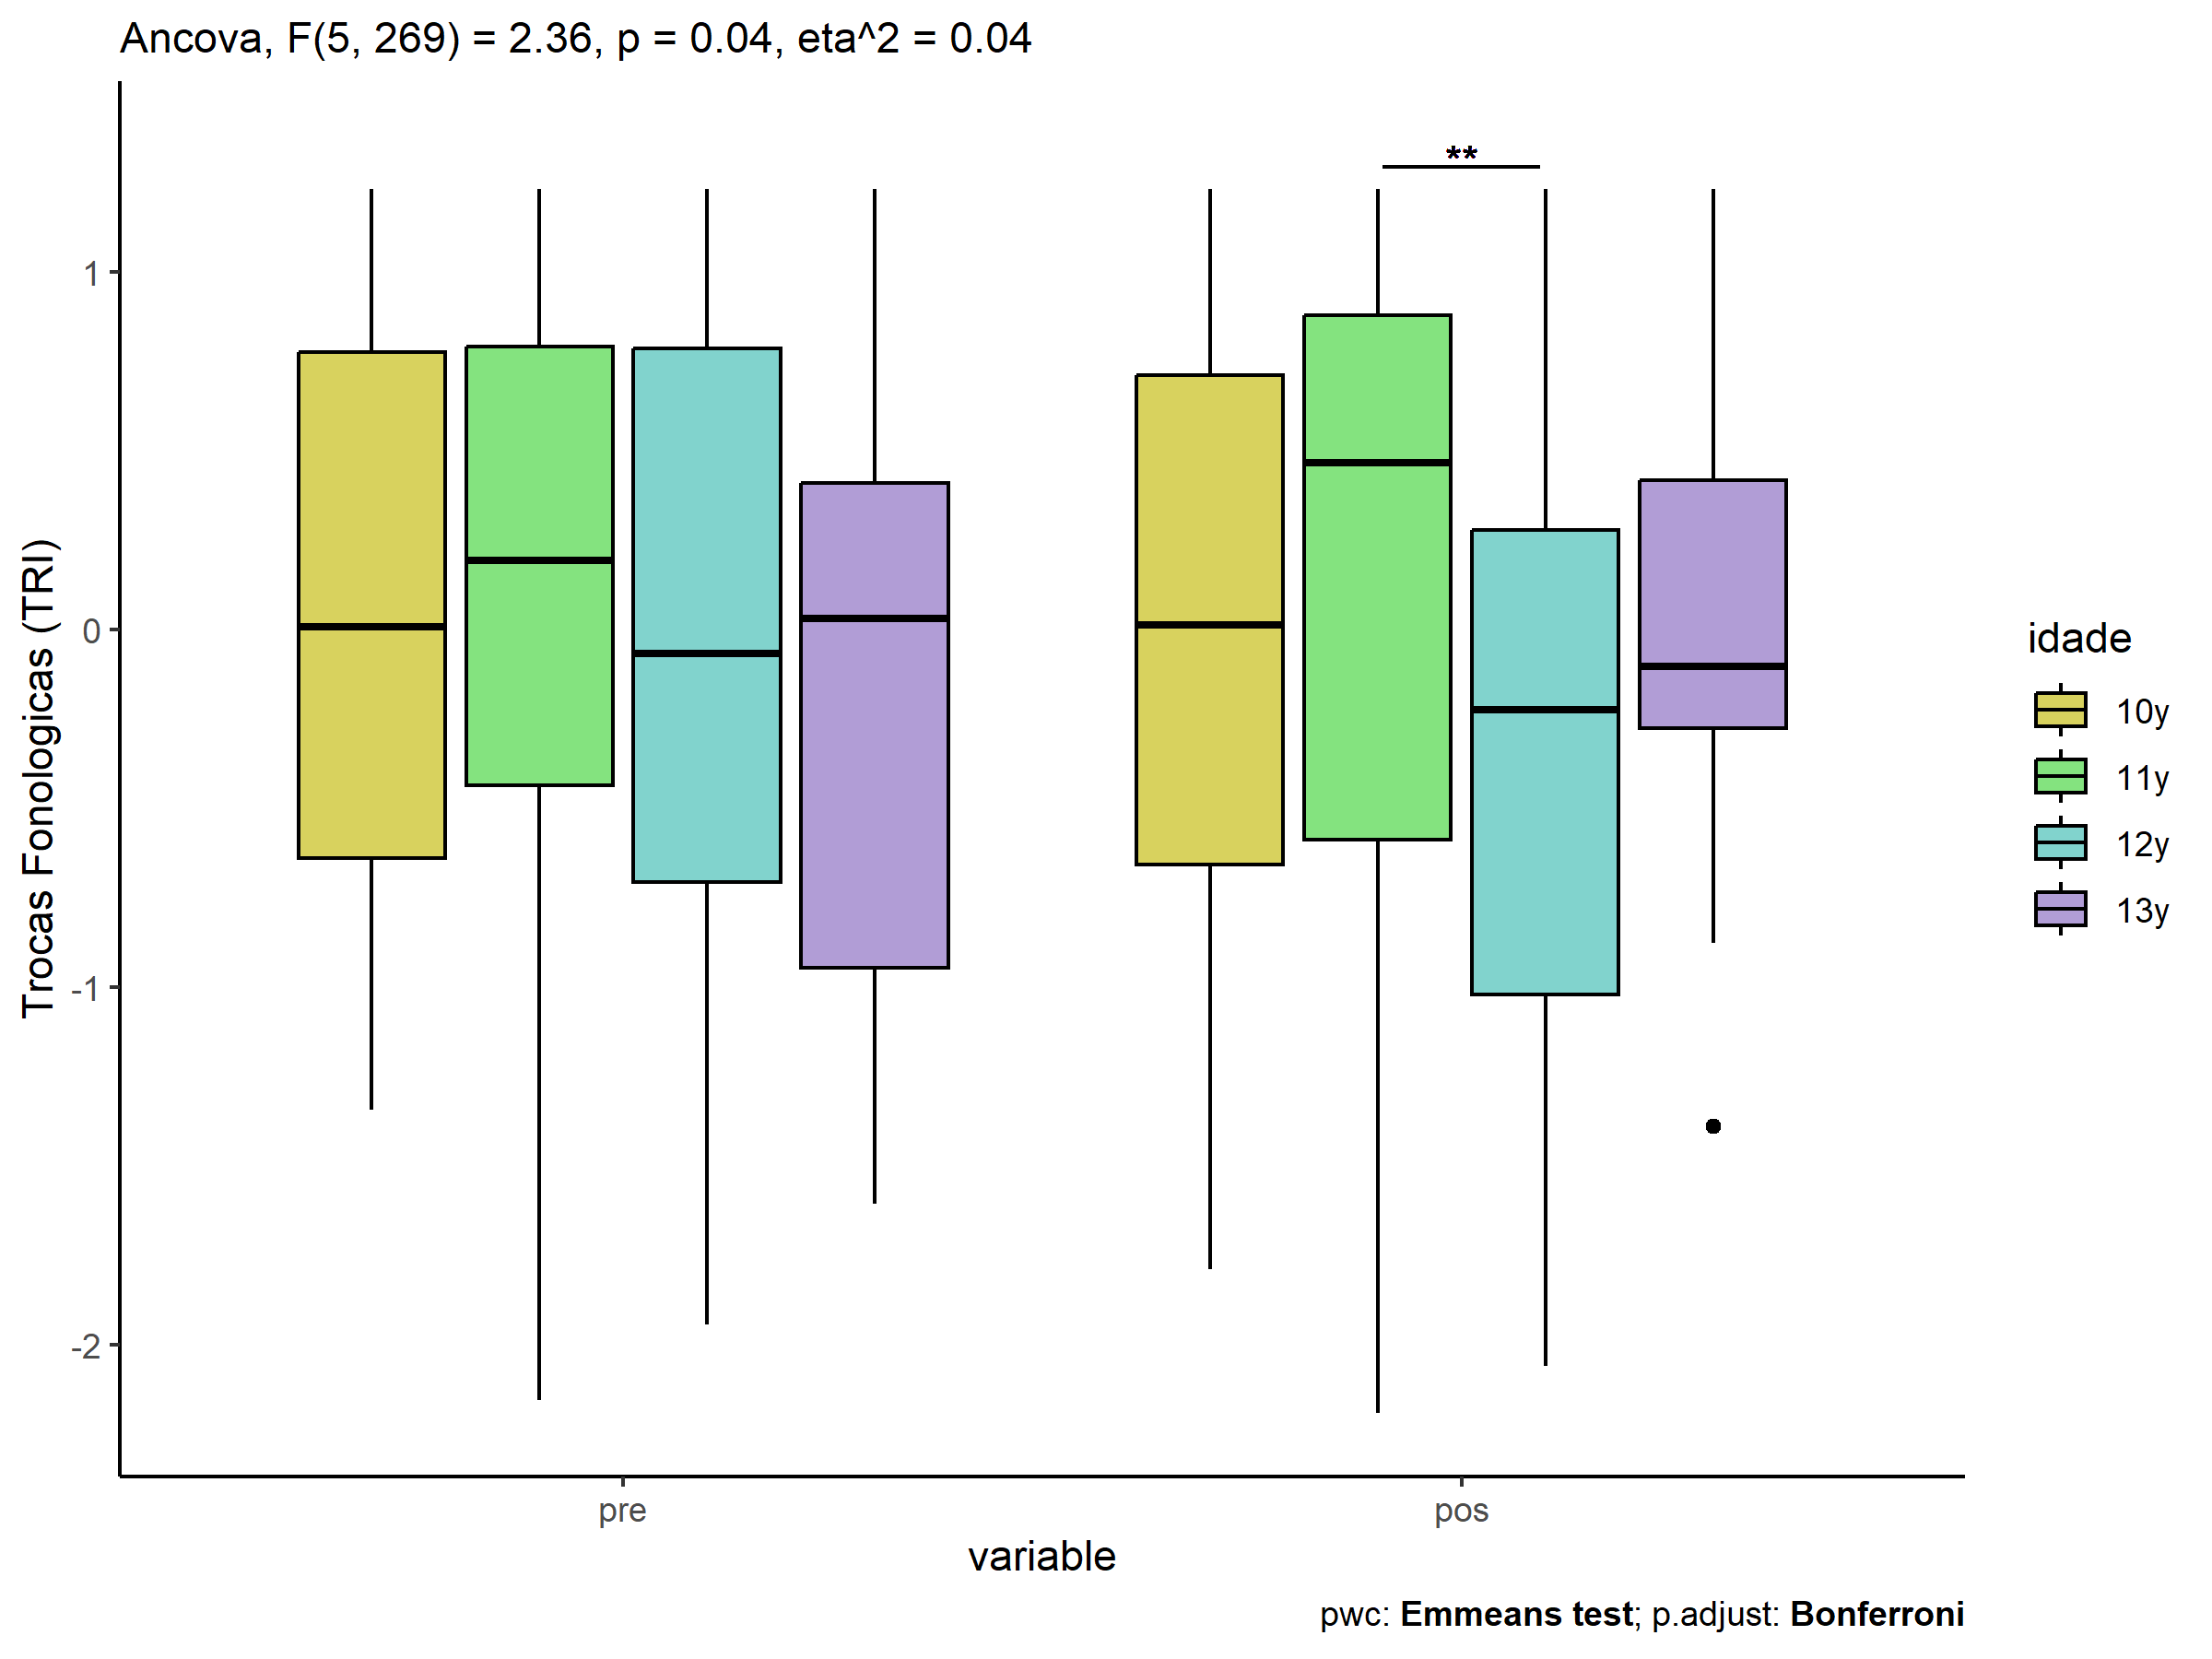 Ancova, F(5, 269) = 2.36, p = 0.04, eta^2 = 0.04
**
1
0
-1
-2
Trocas Fonologicas (TRI)
pre
pos
variable
idade
10y
11y
12y
13y
pwc: Emmeans test; p.adjust: Bonferroni